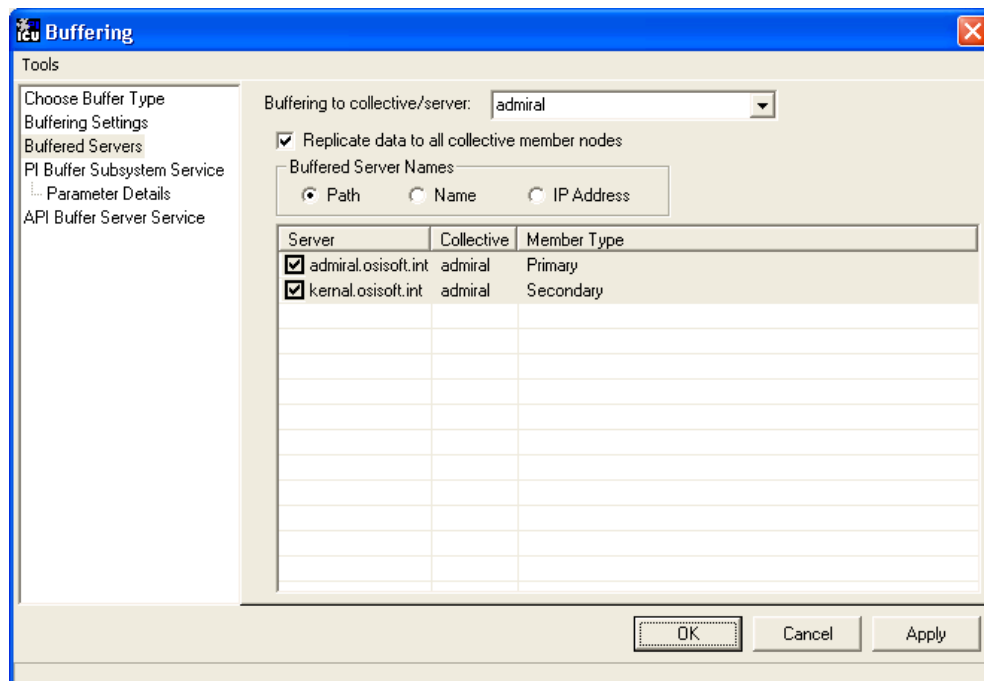 ICU Buffering
Tools
Choose Buffer Type
Buffering Settings
Buffered Servers
PI Buffer Subsystem Service
Parameter Details
API Buffer Server Service
Buffering to collective/server: admiral
Replicate data to all collective member nodes
Buffered Server Names
Path Name IP Address
Server Collective Member Type
admiral.osisoft.int admiral Primary
kernal.osisoft.int admiral Secondary
OK Cancel Apply